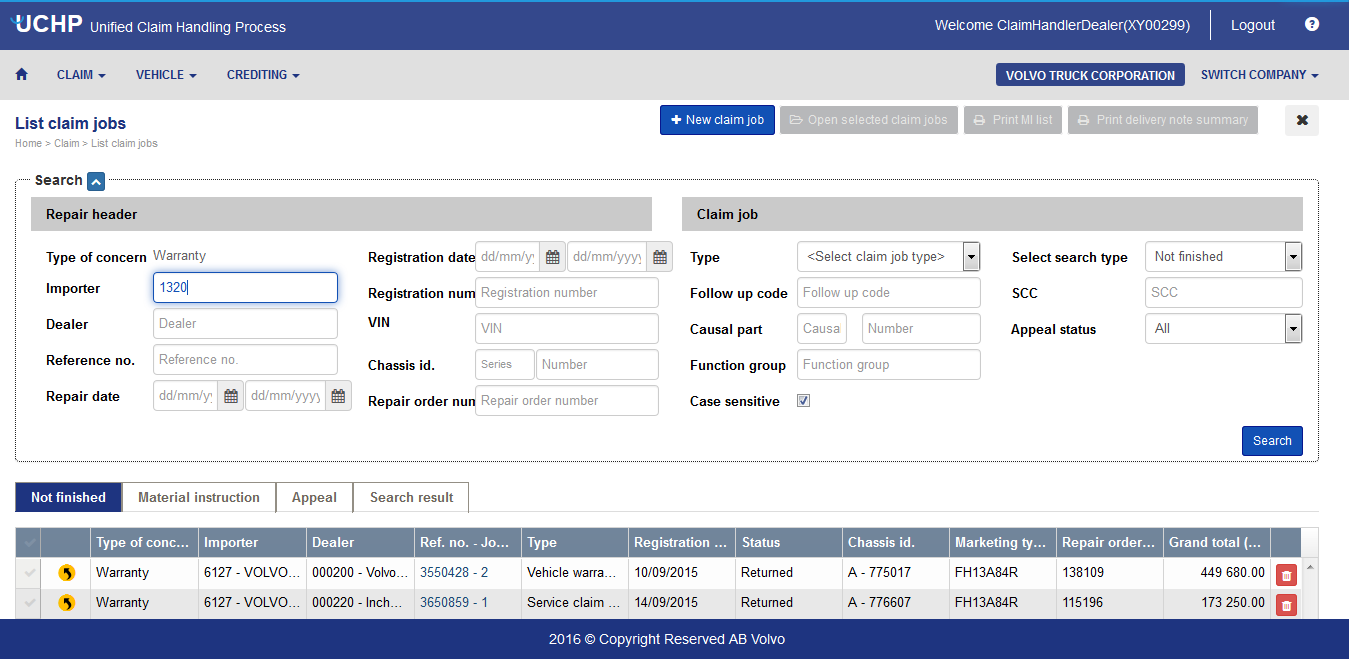 UCHP Unified Claim Handling Process Welcome ClaimHandlerDealer(XY00299) Logout ?
CLAIM VEHICLE CREDITING VOLVO TRUCK CORPORATION SWITCH COMPANY
List claim jobs New claim job Open selected claim jobs Print MI list Print delivery note summary
Home > Claim > List claim jobs
Search
Repair header Claim job
Type of concern Warranty Registration date dd/mm/yy dd/mm/yyyy Type <Select claim job type> Select search type Not finished
Importer 1320 Registration num Registration number Follow up code Follow up code SCC SCC
Dealer Dealer VIN VIN Causal part Causal Number Appeal status All
Reference no. Reference no. Chassis id. Series Number Function group Function group
Repair date dd/mm/yy dd/mm/yyyy Repair order num Repair order number Case sensitive
Search
Not finished Material instruction Appeal Search result
Type of conc... Importer Dealer Ref. no. - Jo... Type Registration ... Status Chassis id. Marketing ty... Repair order... Grand total (...
Warranty 6127 - VOLVO... 000200 - Volvo... 3550428 - 2 Vehicle warra... 10/09/2015 Returned A - 775017 FH13A84R 138109 449 680.00
Warranty 6127 - VOLVO... 000220 - Inch... 3650859 - 1 Service claim ... 14/09/2015 Returned A - 776607 FH13A84R 115196 173 250.00
2016 © Copyright Reserved AB Volvo